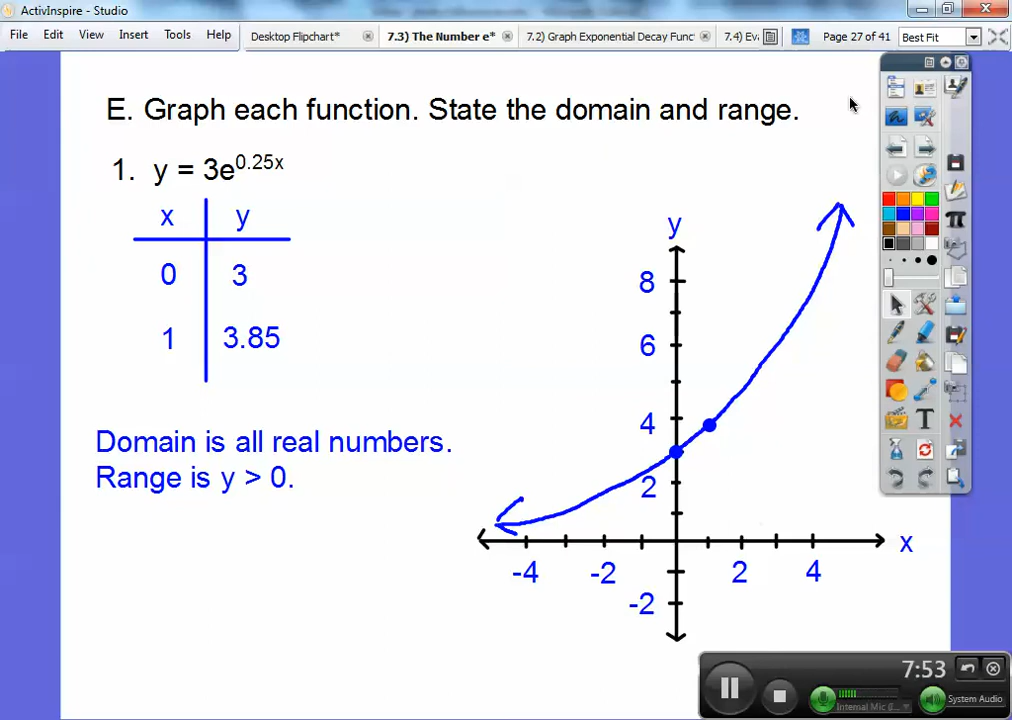 ActivInspire - Studio
File Edit View Insert Tools Help
Desktop Flipchart* 7.3) The Number e* 7.2) Graph Exponential Decay Func 7.4) Ev Page 27 of 41 Best Fit
E. Graph each function. State the domain and range.
1. y = 3e^0.25x
x y
0 3
1 3.85
Domain is all real numbers.
Range is y > 0.
y
8
6
4
2
-4 -2 2 4 x
-2
π
T
7:53
Internal Mic (I...
System Audio